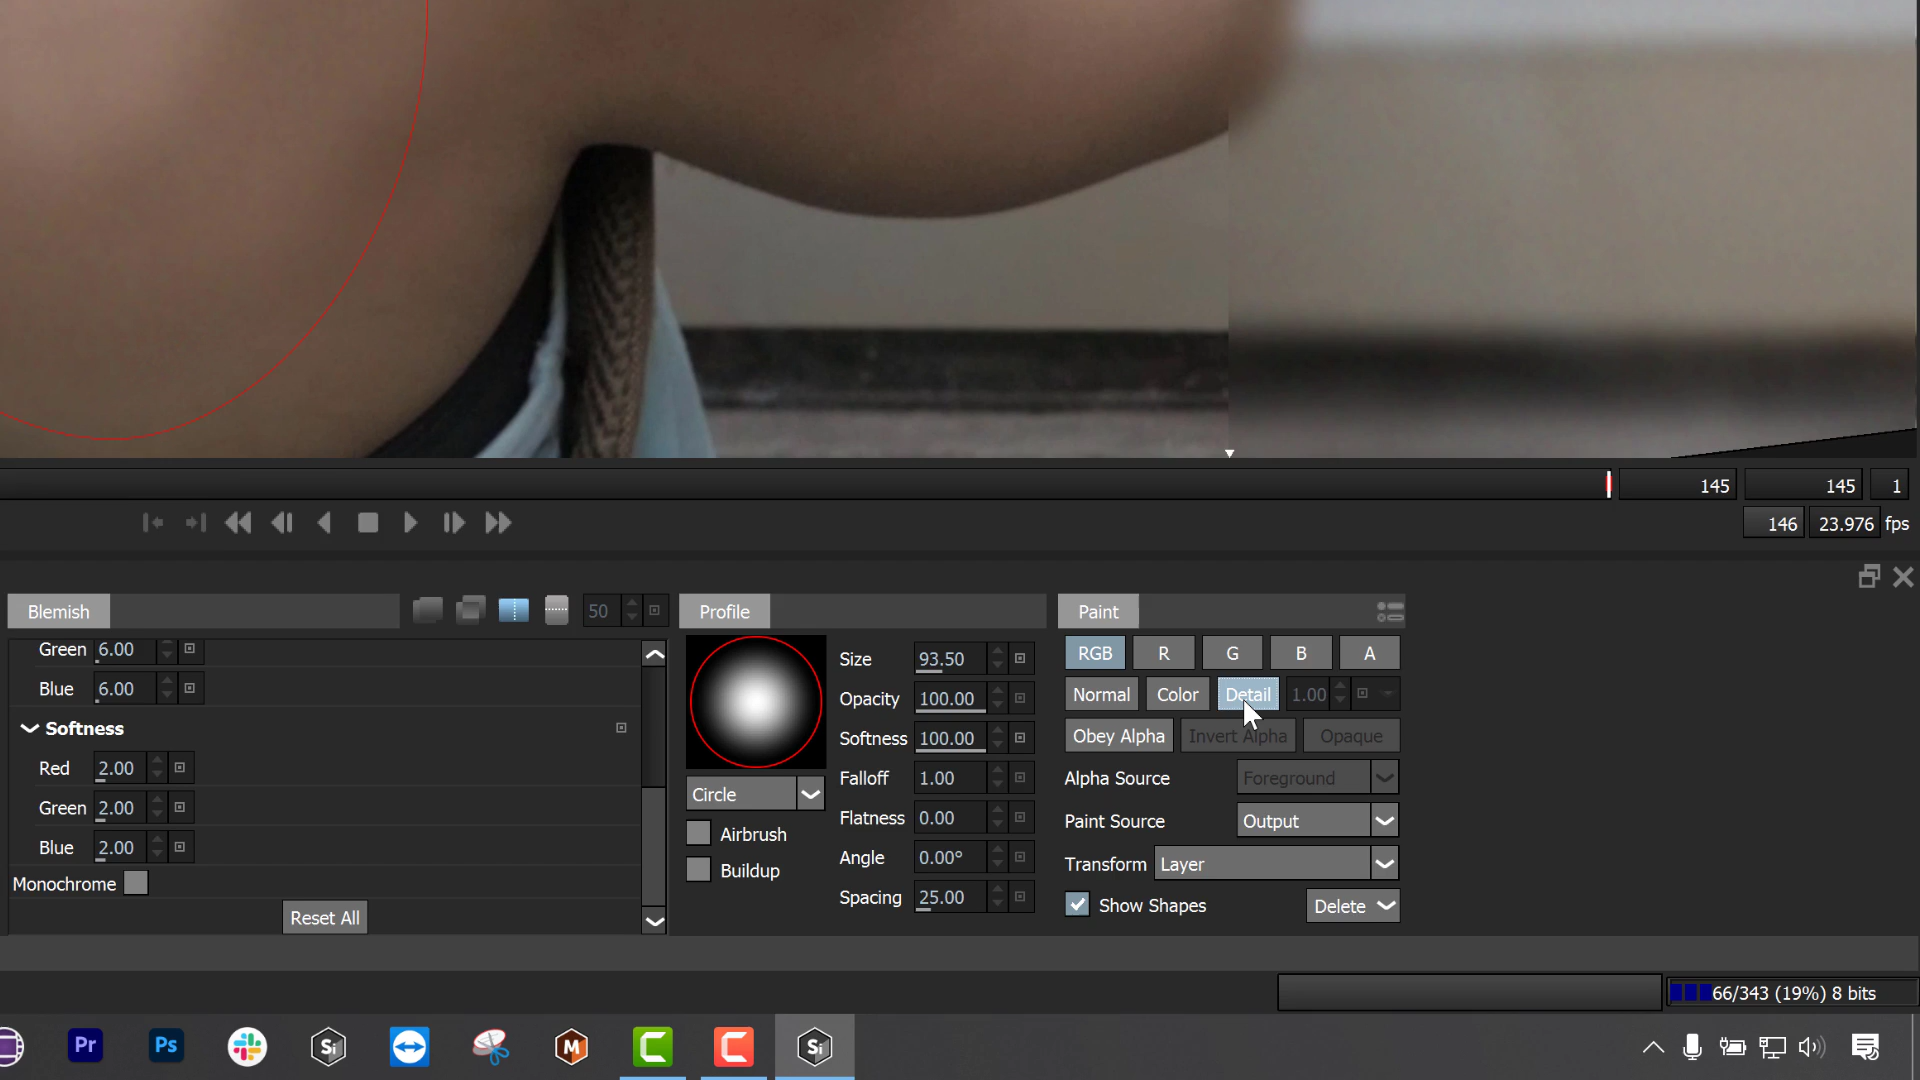 145 145 1
146 23.976 fps
Blemish 50 Profile Paint
Green 6.00
Blue 6.00
Softness
Red 2.00
Green 2.00
Blue 2.00
Monochrome
Reset All
Circle
Airbrush
Buildup
Size 93.50
Opacity 100.00
Softness 100.00
Falloff 1.00
Flatness 0.00
Angle 0.00°
Spacing 25.00
RGB R G B A
Normal Color Detail 1.00
Obey Alpha Invert Alpha Opaque
Alpha Source Foreground
Paint Source Output
Transform Layer
Show Shapes Delete
66/343 (19%) 8 bits
Pr Ps Si M C C Si